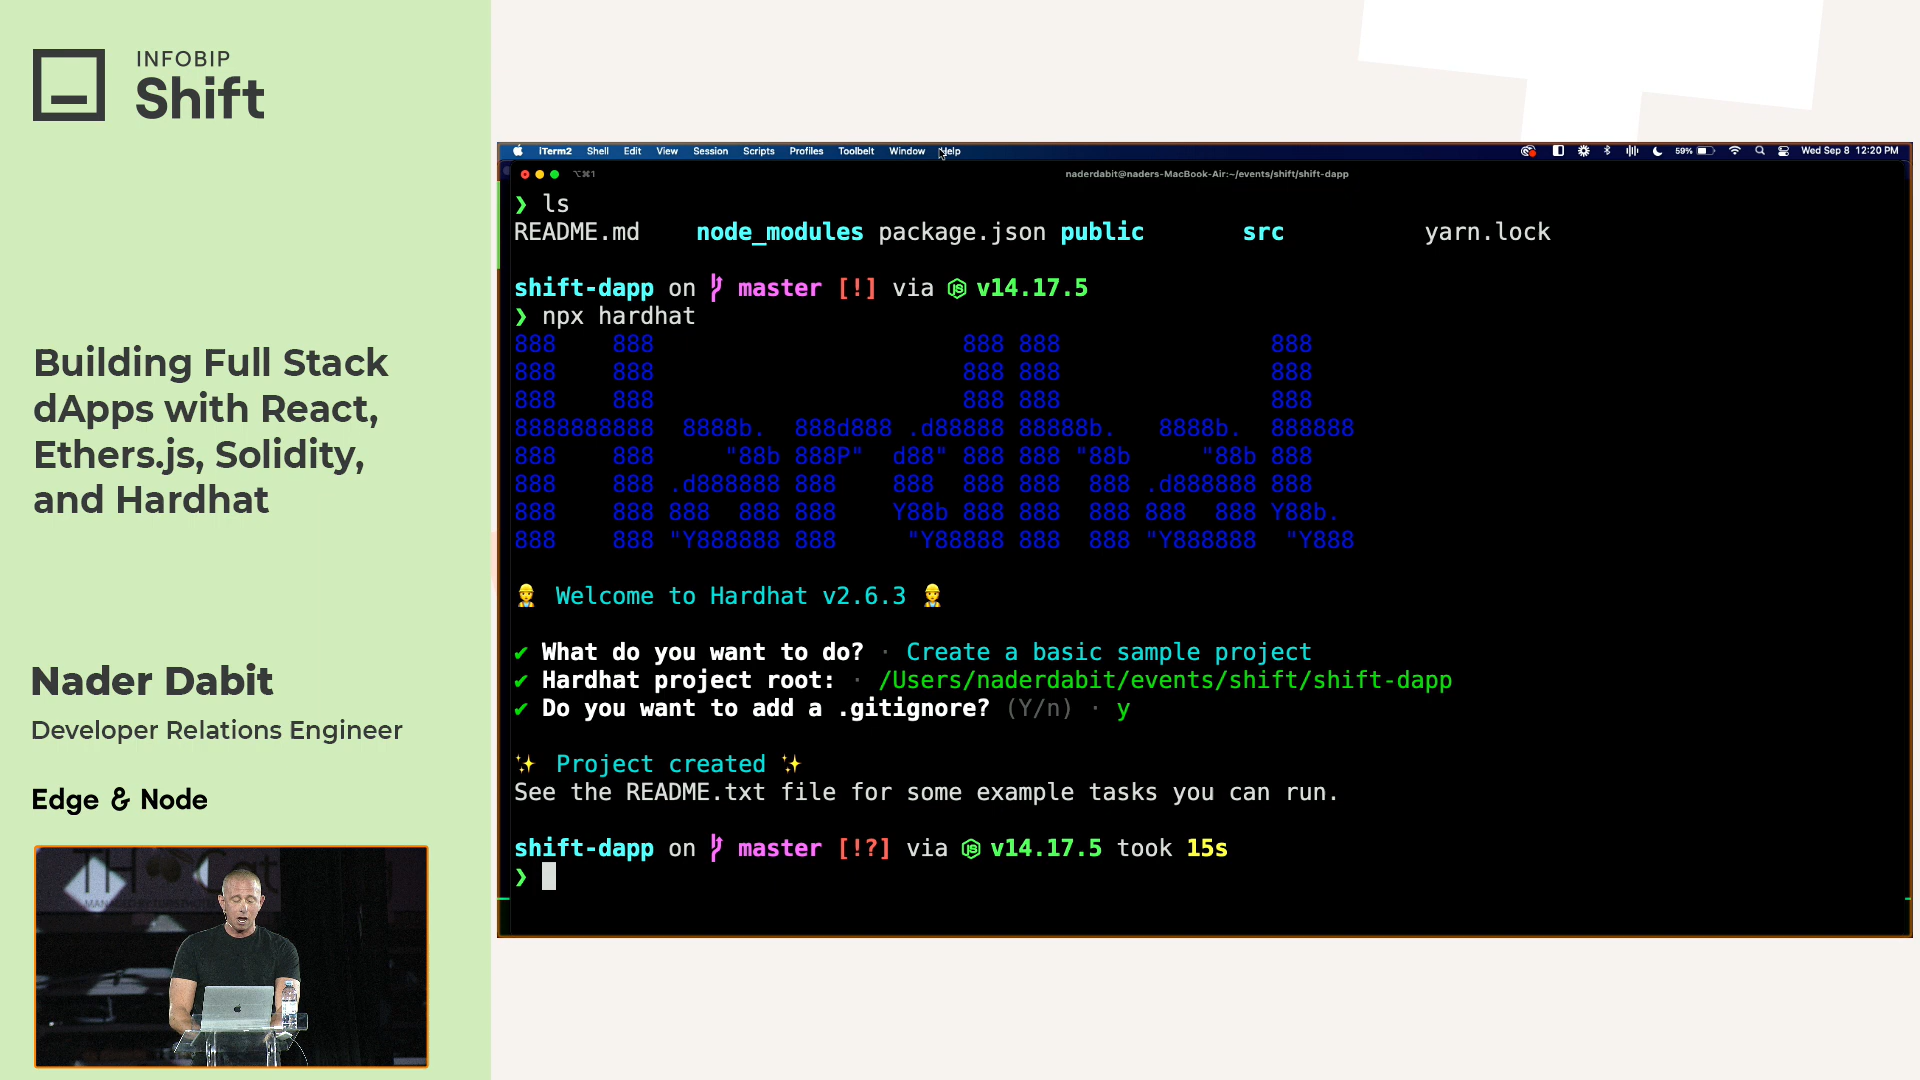 INFOBIP
Shift
Building Full Stack
dApps with React,
Ethers.js, Solidity,
and Hardhat
Nader Dabit
Developer Relations Engineer
Edge & Node
iTerm2 Shell Edit View Session Scripts Profiles Toolbelt Window Help 59% Wed Sep 8 12:20 PM
⌥⌘1 naderdabit@naders-MacBook-Air:~/events/shift/shift-dapp
❯ ls
README.md node_modules package.json public src yarn.lock
shift-dapp on master [!] via v14.17.5
❯ npx hardhat
888     888                      888 888               888
888     888                      888 888               888
888     888                      888 888               888
8888888888  8888b.  888d888 .d88888 88888b.   8888b.  888888
888     888     "88b 888P"  d88" 888 888 "88b     "88b 888
888     888 .d888888 888    888  888 888  888 .d888888 888
888     888 888  888 888    Y88b 888 888  888 888  888 Y88b.
888     888 "Y888888 888     "Y88888 888  888 "Y888888  "Y888
👷 Welcome to Hardhat v2.6.3 👷
✔ What do you want to do? · Create a basic sample project
✔ Hardhat project root: · /Users/naderdabit/events/shift/shift-dapp
✔ Do you want to add a .gitignore? (Y/n) · y
✨ Project created ✨
See the README.txt file for some example tasks you can run.
shift-dapp on master [!?] via v14.17.5 took 15s
❯